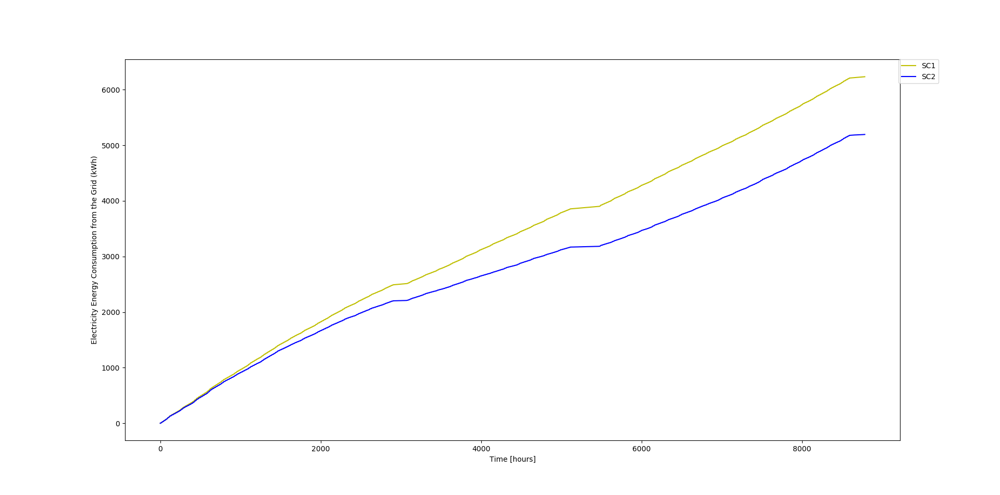 SC1
SC2
6000
5000
4000
3000
2000
1000
0
Electricity Energy Consumption from the Grid (kWh)
0 2000 4000 6000 8000
Time [hours]